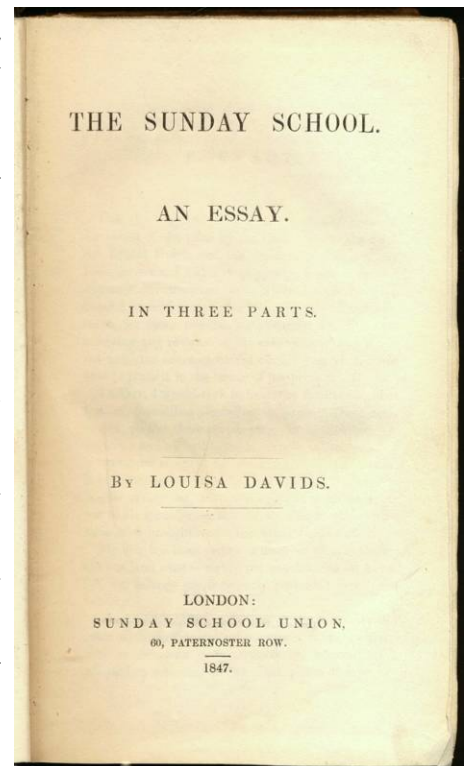 THE SUNDAY SCHOOL.
AN ESSAY.
IN THREE PARTS.
BY LOUISA DAVIDS.
LONDON:
SUNDAY SCHOOL UNION,
60, PATERNOSTER ROW.
1847.